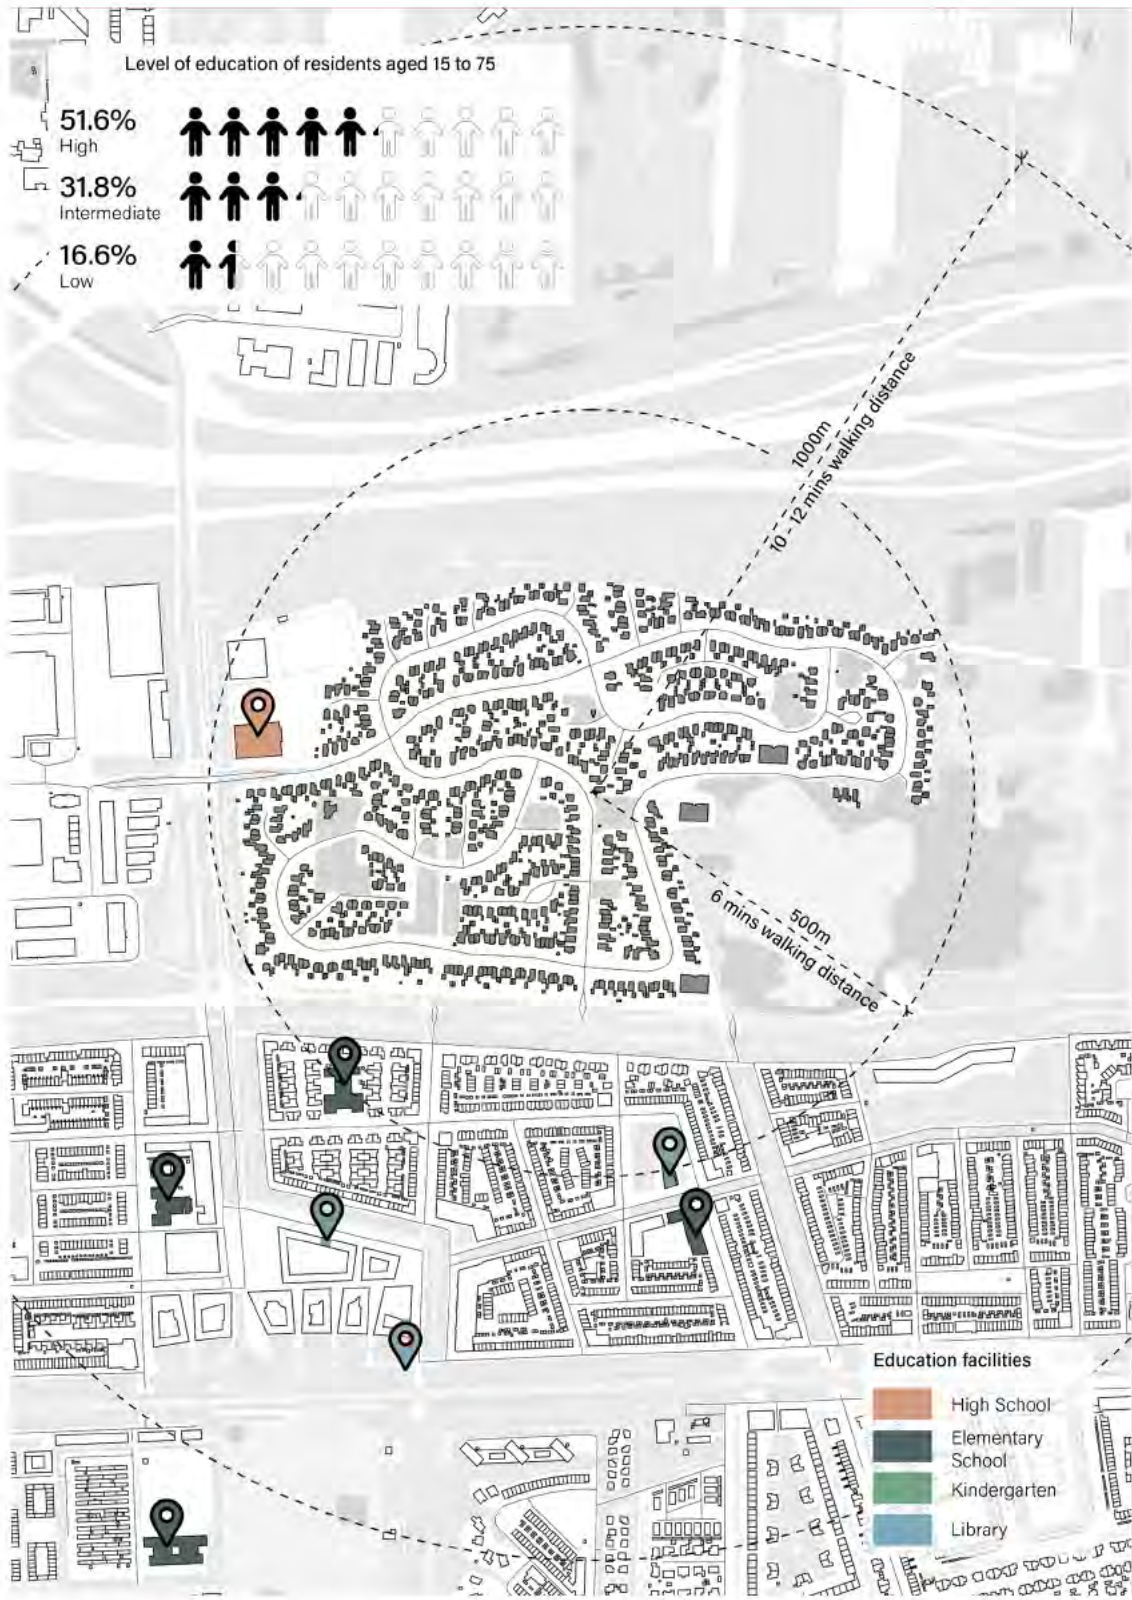 Level of education of residents aged 15 to 75
51.6%
High
31.8%
Intermediate
16.6%
Low
1000m
10 - 12 mins walking distance
500m
6 mins walking distance
Education facilities
High School
Elementary
School
Kindergarten
Library